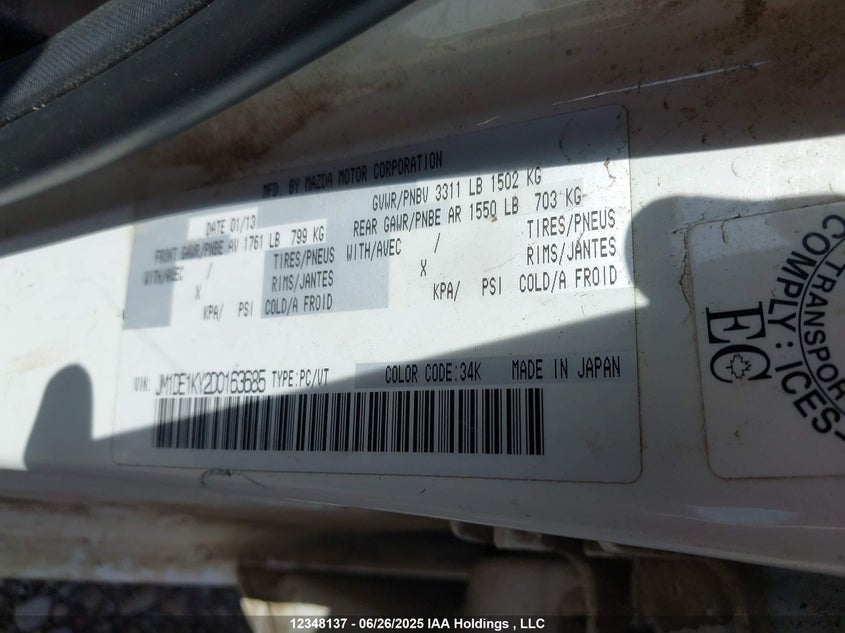 MFD. BY MAZDA MOTOR CORPORATION
DATE 01/13
GVWR/PNBV 3311 LB 1502 KG
FRONT GAWR/PNBE AV 1761 LB 799 KG
REAR GAWR/PNBE AR 1550 LB 703 KG
WITH/AVEC / TIRES/PNEUS
X RIMS/JANTES
KPA/ PSI COLD/A FROID
WITH/AVEC / TIRES/PNEUS
X RIMS/JANTES
KPA/ PSI COLD/A FROID
VIN: JM1DE1KY2D0163685 TYPE:PC/VT COLOR CODE:34K MADE IN JAPAN
TRANSPOR
COMPLY: ICES-
EC
12348137 - 06/26/2025 IAA Holdings , LLC